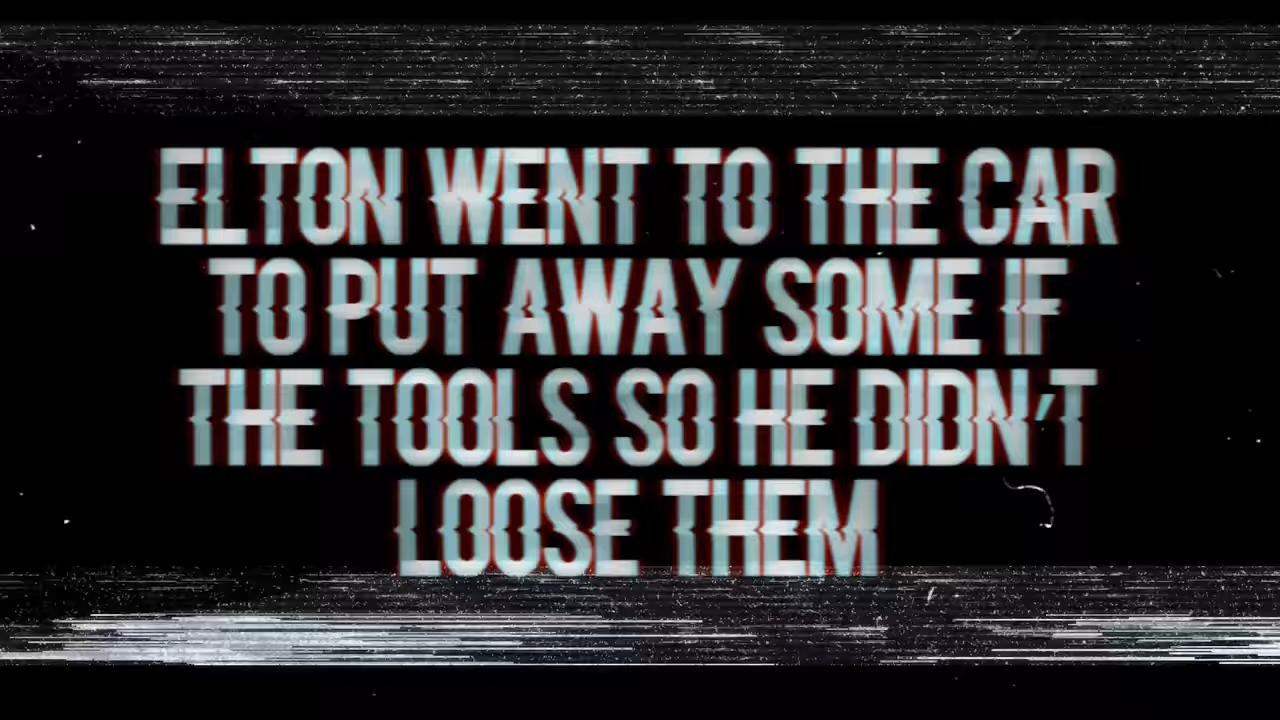 ELTON WENT TO THE CAR
TO PUT AWAY SOME IF
THE TOOLS SO HE DIDN'T
LOOSE THEM